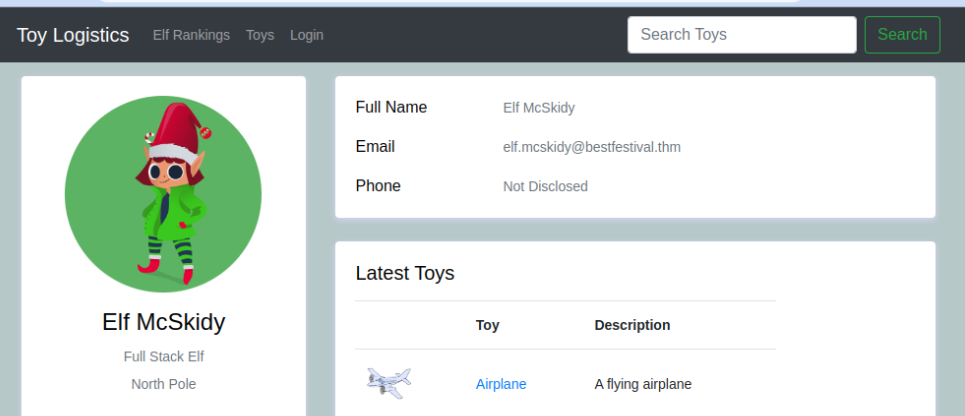 Toy Logistics Elf Rankings Toys Login Search Toys Search
Elf McSkidy
Full Stack Elf
North Pole
Full Name Elf McSkidy
Email elf.mcskidy@bestfestival.thm
Phone Not Disclosed
Latest Toys
Toy Description
Airplane A flying airplane